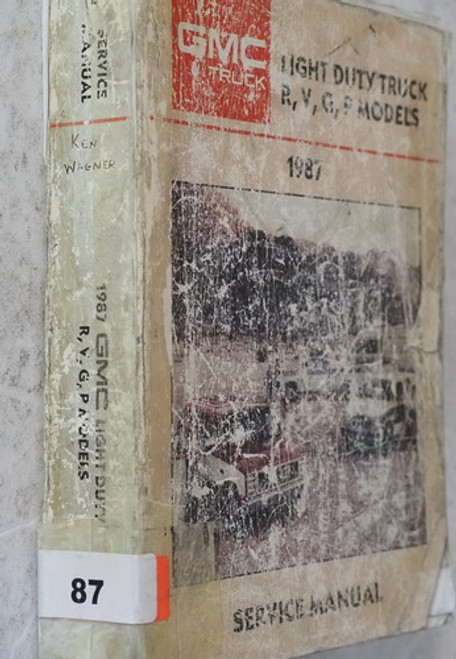 SERVICE
MANUAL
KEN
WAGNER
1987 GMC LIGHT DUTY
R, V, G, P MODELS
87
GMC
TRUCK
LIGHT DUTY TRUCK
R, V, G, P MODELS
1987
SERVICE MANUAL